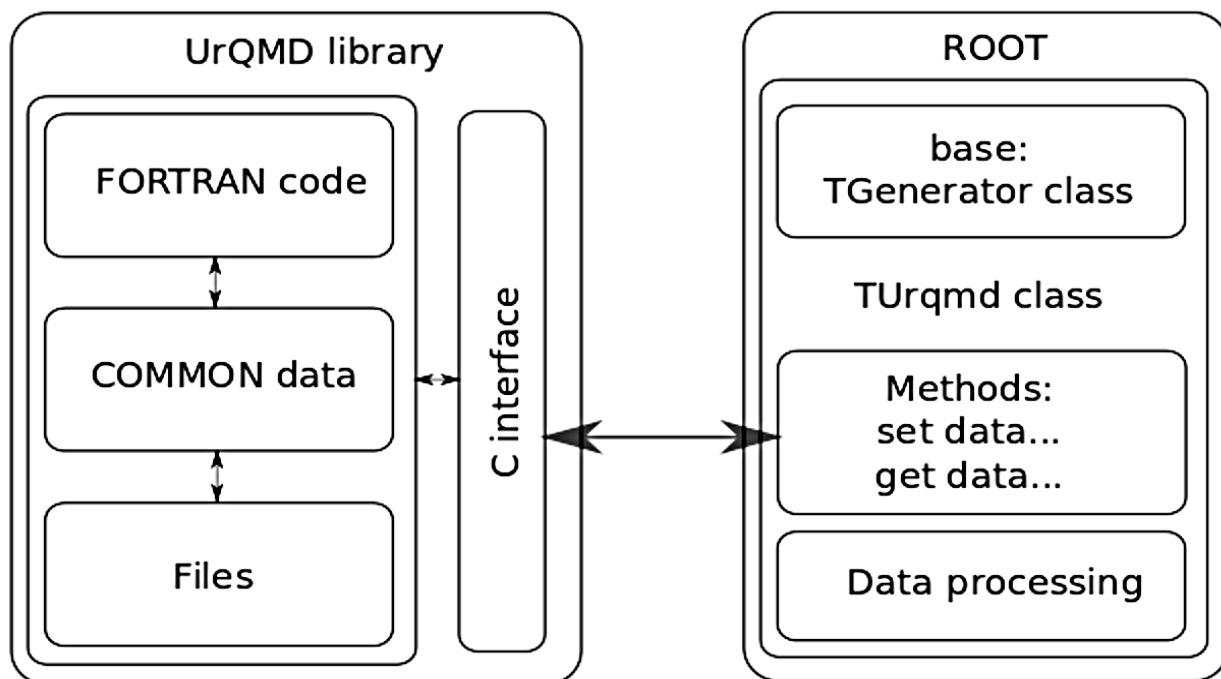 UrQMD library
FORTRAN code
COMMON data
Files
C interface
ROOT
base:
TGenerator class
TUrqmd class
Methods:
set data...
get data...
Data processing